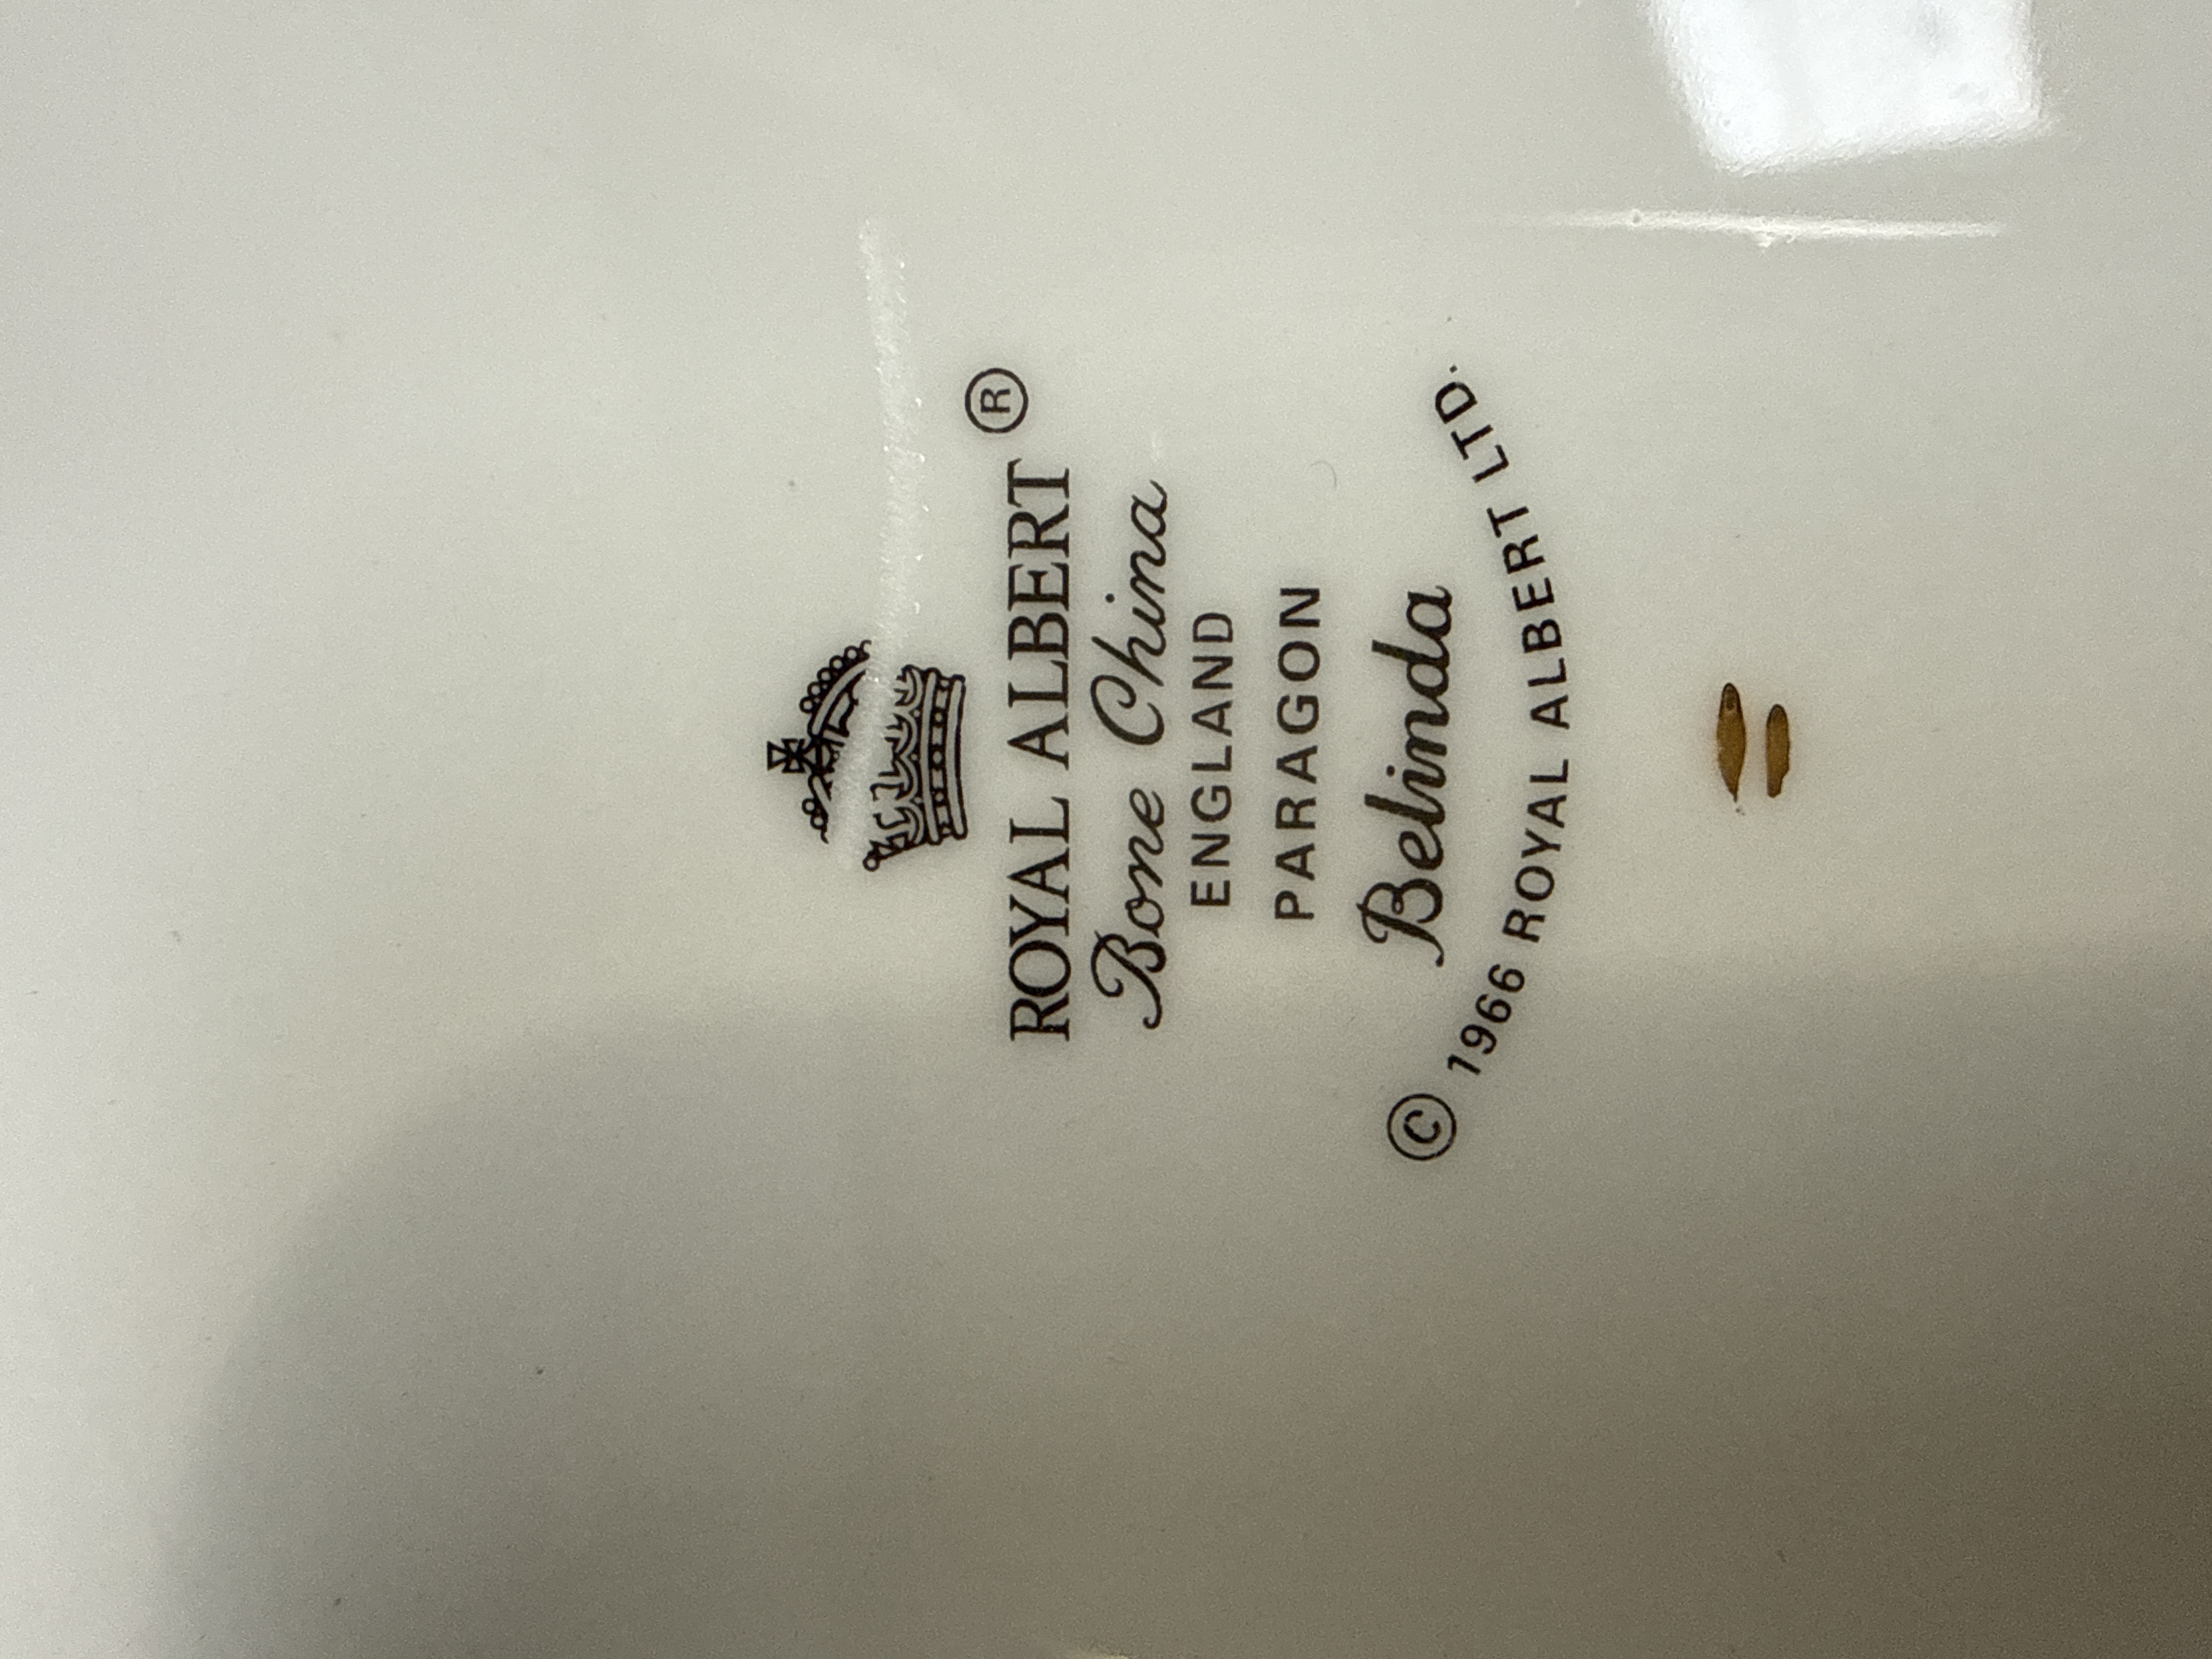 ROYAL ALBERT ®
Bone China
ENGLAND
PARAGON
Belinda
© 1966 ROYAL ALBERT LTD.